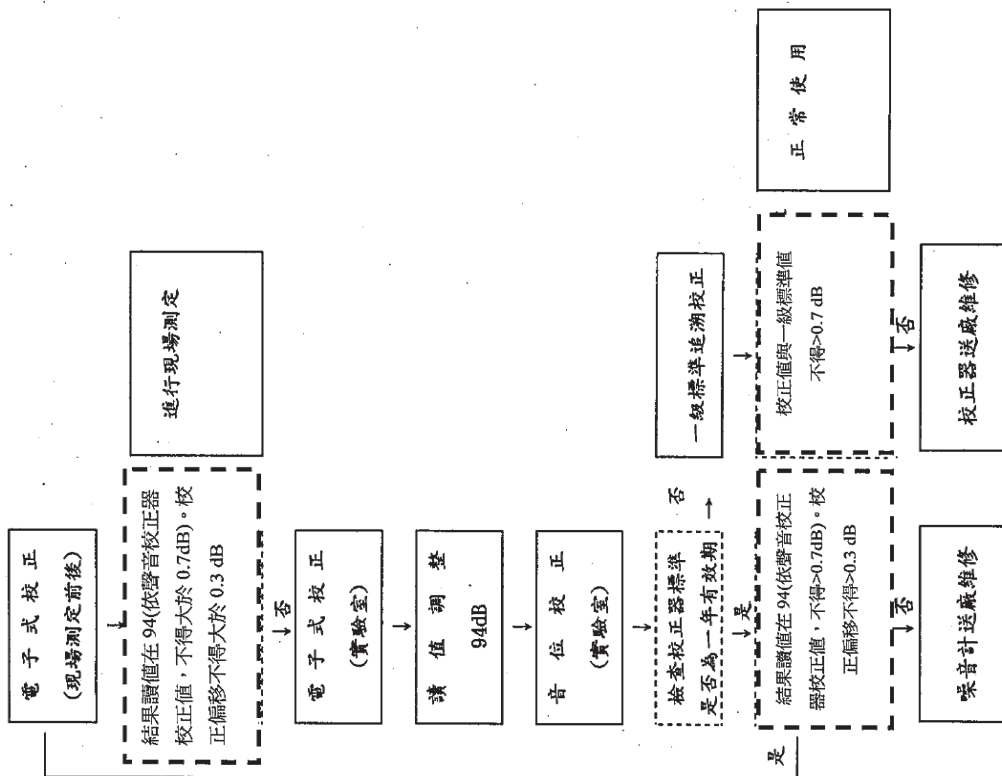 電子式校正
(現場測定前後)
↓
結果讀值在 94(依聲音校正器
校正值，不得大於 0.7dB)。校
正偏移不得大於 0.3 dB
進行現場測定
↓否
電子式校正
(實驗室)
↓
讀值調整
94dB
↓
音位校正
(實驗室)
↓
檢查校正器標準
是否為一年有效期
否
→
一級標準追溯校正
↓
↓是
是
結果讀值在 94(依聲音校正
器校正值，不得>0.7dB)。校
正偏移不得>0.3 dB
校正值與一級標準值
不得>0.7 dB
正常使用
↓否
噪音計送廠維修
↓否
校正器送廠維修